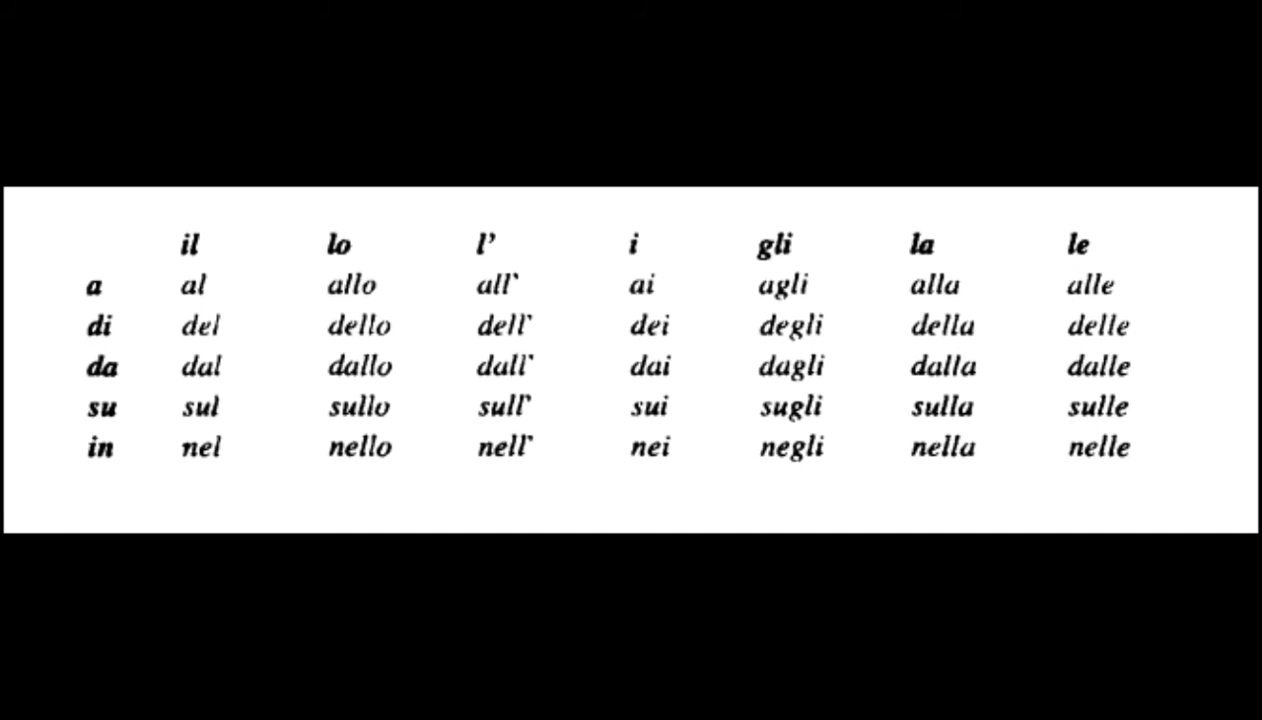 il lo l’ i gli la le
a al allo all' ai agli alla alle
di del dello dell' dei degli della delle
da dal dallo dall' dai dagli dalla dalle
su sul sullo sull' sui sugli sulla sulle
in nel nello nell' nei negli nella nelle